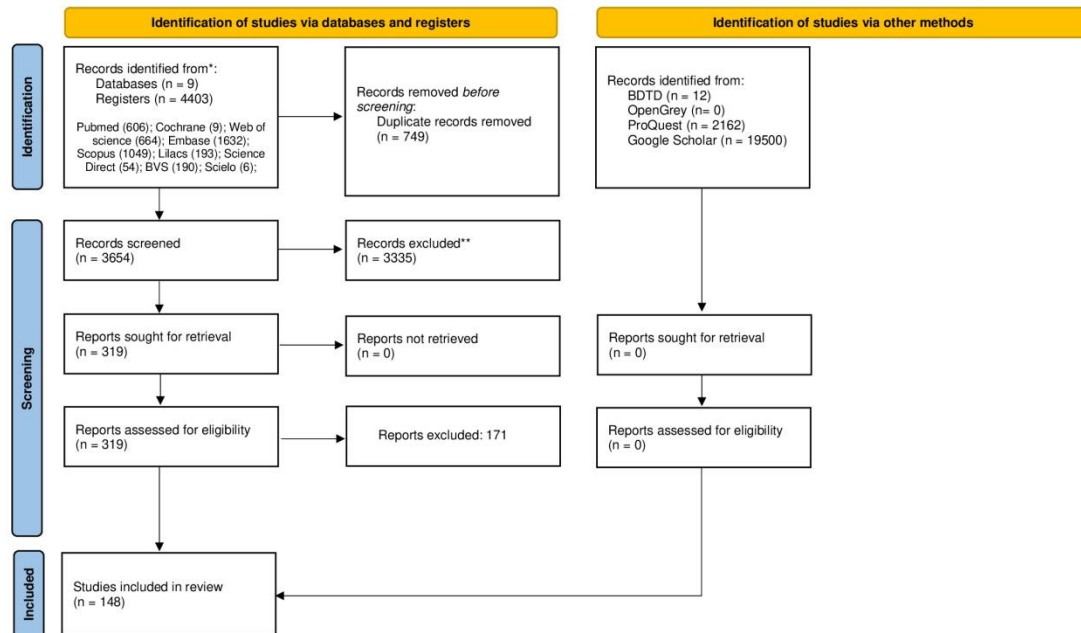 Identification of studies via databases and registers
Identification of studies via other methods
Identification
Records identified from*:
Databases (n = 9)
Registers (n = 4403)
Pubmed (606); Cochrane (9); Web of
science (664); Embase (1632);
Scopus (1049); Lilacs (193); Science
Direct (54); BVS (190); Scielo (6);
Records removed before
screening:
Duplicate records removed
(n = 749)
Records identified from:
BDTD (n = 12)
OpenGrey (n= 0)
ProQuest (n = 2162)
Google Scholar (n = 19500)
Screening
Records screened
(n = 3654)
Records excluded**
(n = 3335)
Reports sought for retrieval
(n = 319)
Reports not retrieved
(n = 0)
Reports sought for retrieval
(n = 0)
Reports assessed for eligibility
(n = 319)
Reports excluded: 171
Reports assessed for eligibility
(n = 0)
Included
Studies included in review
(n = 148)